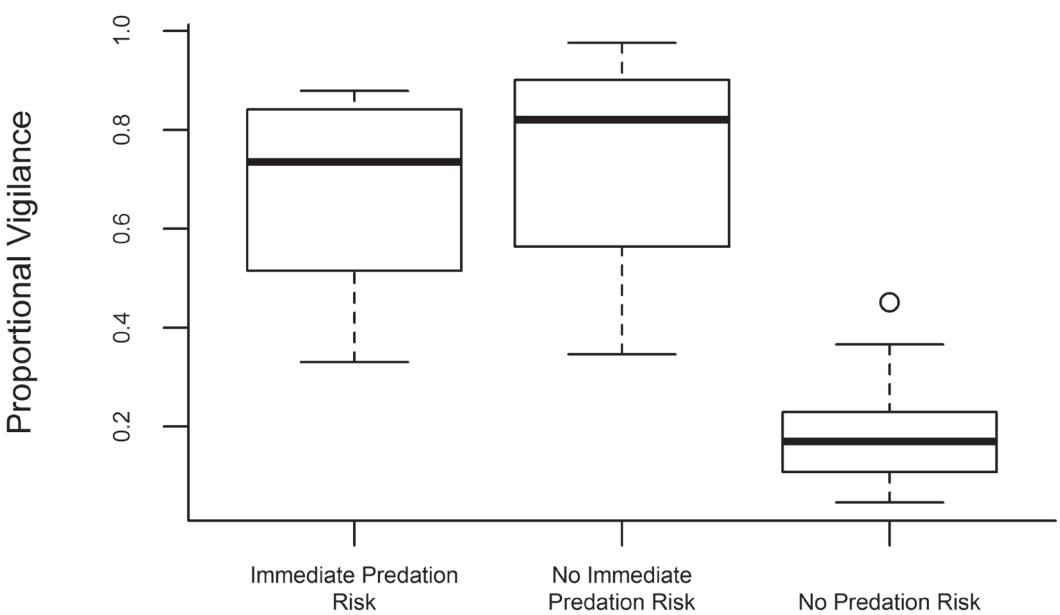 Proportional Vigilance
1.0
0.8
0.6
0.4
0.2
Immediate Predation
Risk
No Immediate
Predation Risk
No Predation Risk